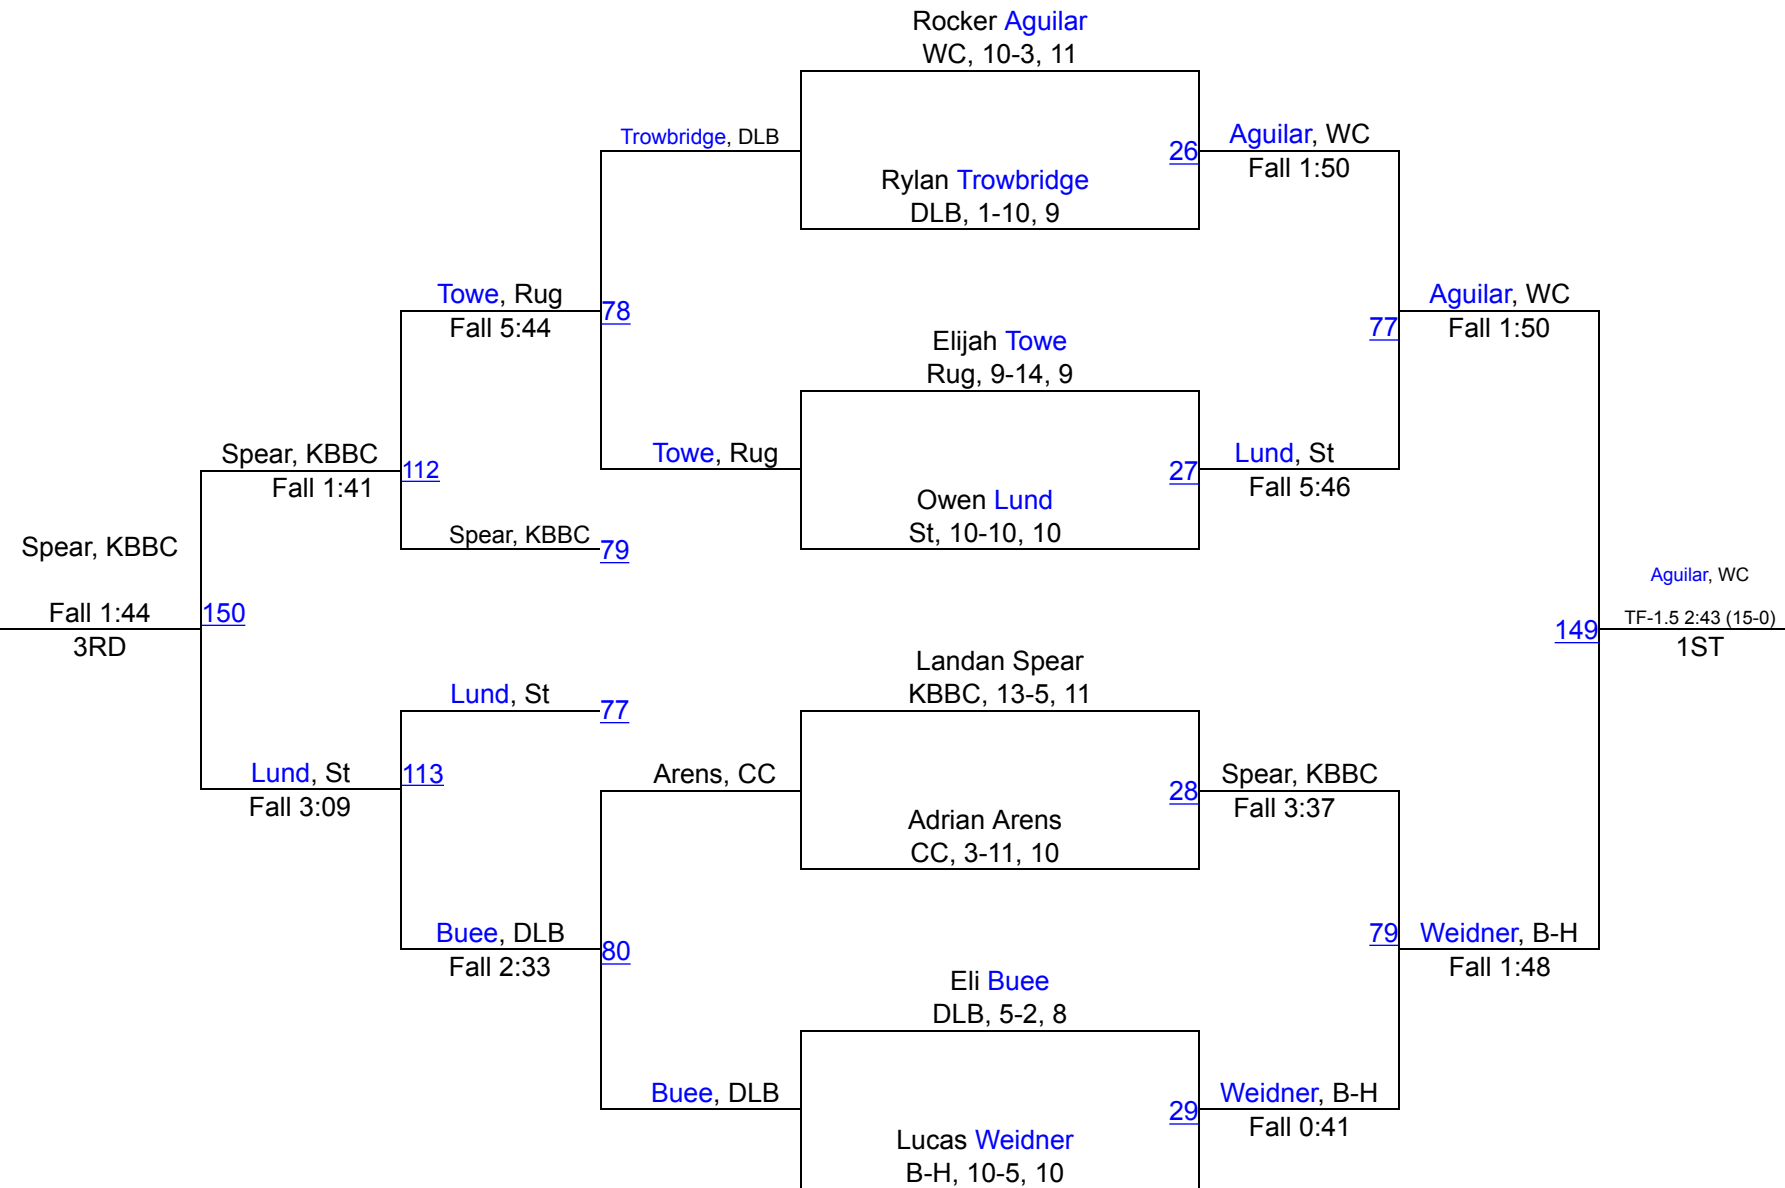 Rocker Aguilar
WC, 10-3, 11
Trowbridge, DLB
26
Aguilar, WC
Fall 1:50
Rylan Trowbridge
DLB, 1-10, 9
Towe, Rug
Fall 5:44
78
Aguilar, WC
Fall 1:50
77
Elijah Towe
Rug, 9-14, 9
Spear, KBBC
Fall 1:41
112
Towe, Rug
27
Lund, St
Fall 5:46
Owen Lund
St, 10-10, 10
Spear, KBBC
79
Spear, KBBC
Fall 1:44
3RD
150
Aguilar, WC
TF-1.5 2:43 (15-0)
1ST
149
Landan Spear
KBBC, 13-5, 11
Lund, St
77
Lund, St
Fall 3:09
113
Arens, CC
28
Spear, KBBC
Fall 3:37
Adrian Arens
CC, 3-11, 10
Buee, DLB
Fall 2:33
80
79
Weidner, B-H
Fall 1:48
Eli Buee
DLB, 5-2, 8
Buee, DLB
29
Weidner, B-H
Fall 0:41
Lucas Weidner
B-H, 10-5, 10